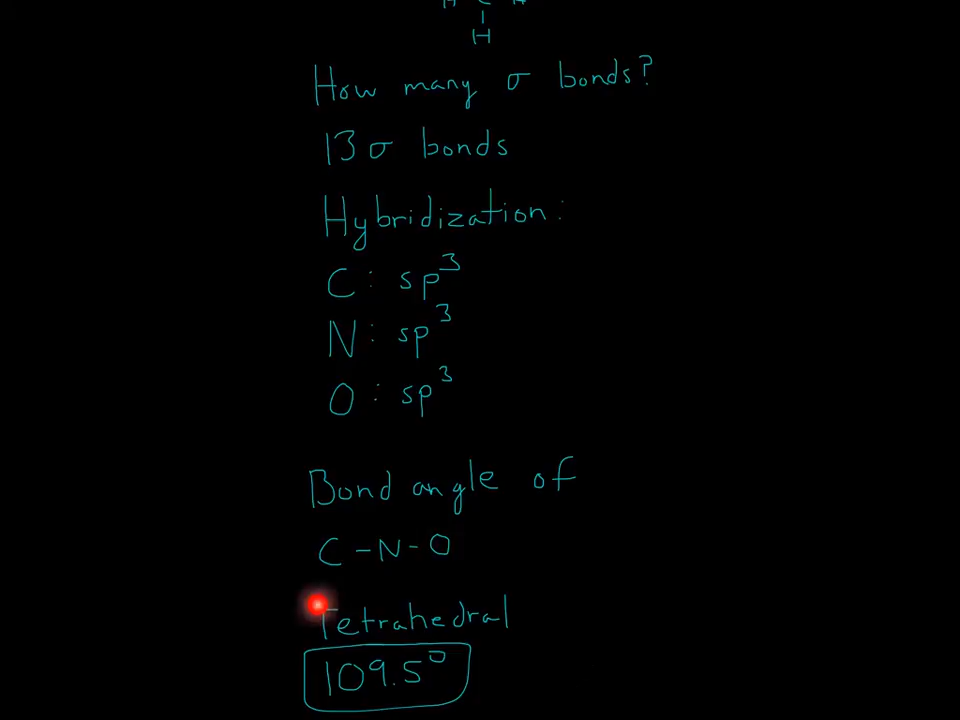 H C H
H
How many σ bonds?
13 σ bonds
Hybridization:
C: sp³
N: sp³
O: sp³
Bond angle of
C-N-O
Tetrahedral
109.5°